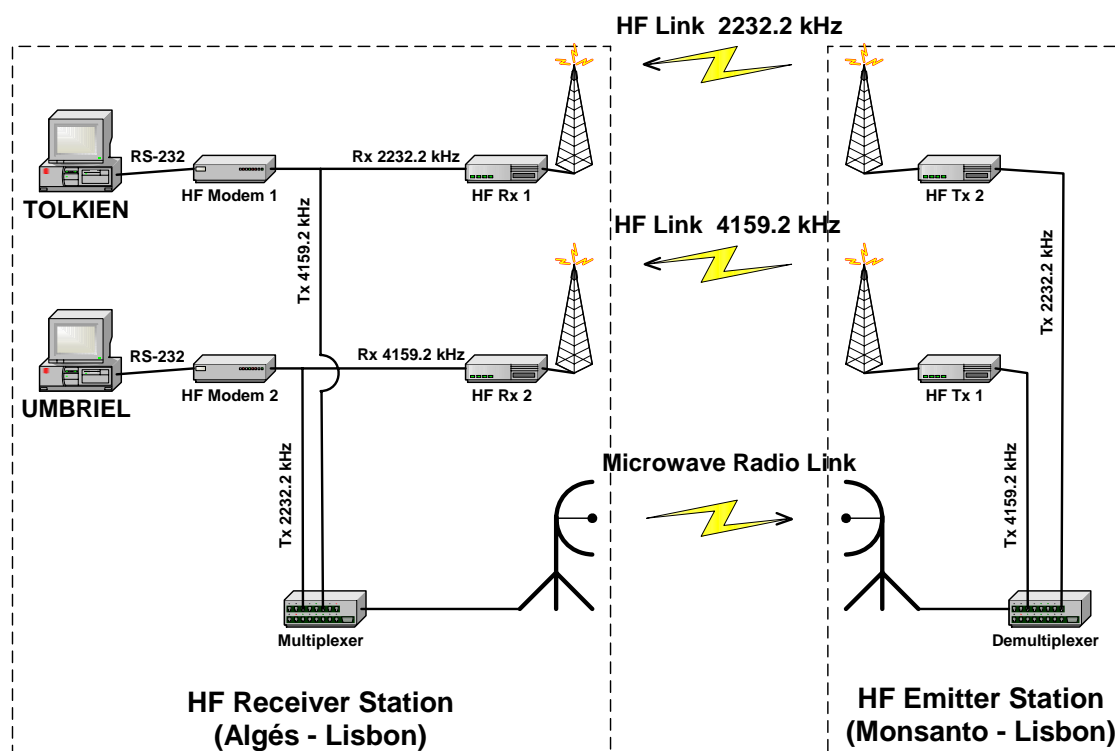 HF Link 2232.2 kHz
RS-232
Rx 2232.2 kHz
TOLKIEN
HF Modem 1
HF Rx 1
HF Tx 2
Tx 4159.2 kHz
HF Link 4159.2 kHz
Tx 2232.2 kHz
RS-232
Rx 4159.2 kHz
UMBRIEL
HF Modem 2
HF Rx 2
HF Tx 1
Tx 2232.2 kHz
Microwave Radio Link
Tx 4159.2 kHz
Multiplexer
Demultiplexer
HF Receiver Station
(Algés - Lisbon)
HF Emitter Station
(Monsanto - Lisbon)